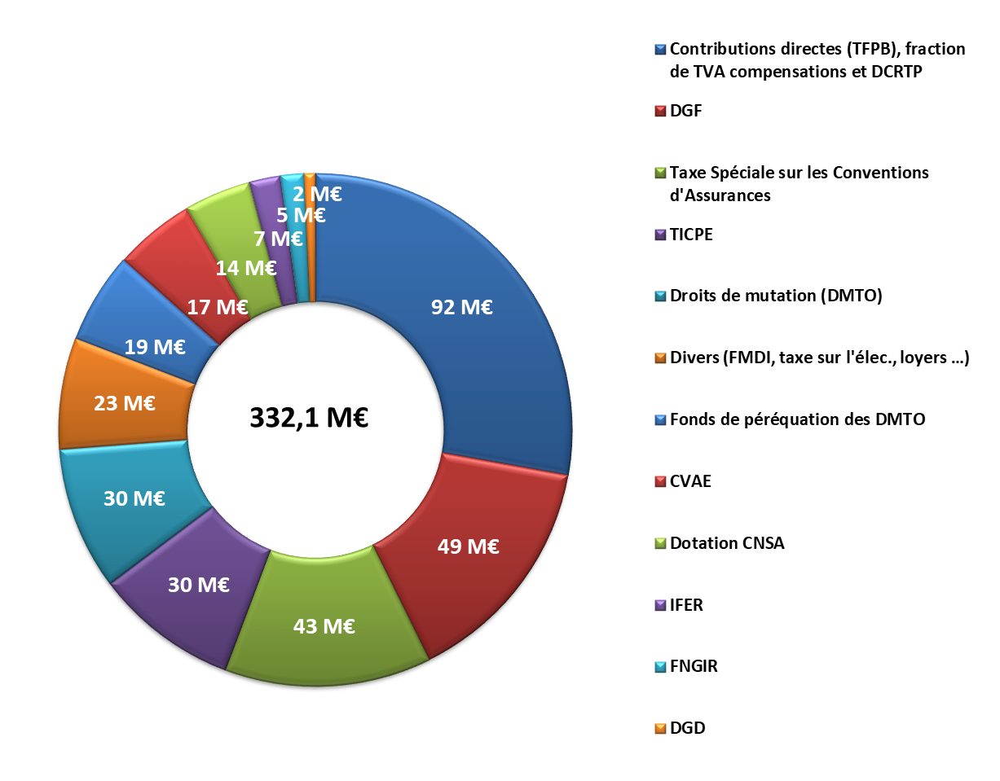 Contributions directes (TFPB), fraction
de TVA compensations et DCRTP
DGF
Taxe Spéciale sur les Conventions
d'Assurances
TICPE
Droits de mutation (DMTO)
Divers (FMDI, taxe sur l'élec., loyers ...)
Fonds de péréquation des DMTO
CVAE
Dotation CNSA
IFER
FNGIR
DGD
332,1 M€
92 M€
49 M€
43 M€
30 M€
30 M€
23 M€
19 M€
17 M€
14 M€
7 M€
5 M€
2 M€